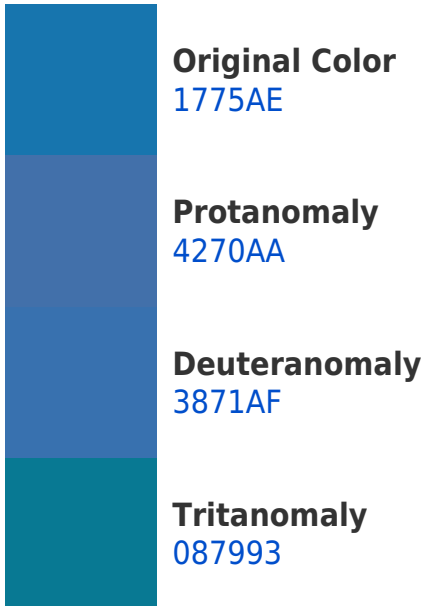 Original Color
1775AE
Protanomaly
4270AA
Deuteranomaly
3871AF
Tritanomaly
087993